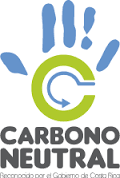 CARBONO
NEUTRAL
Reconocido por el Gobierno de Costa Rica